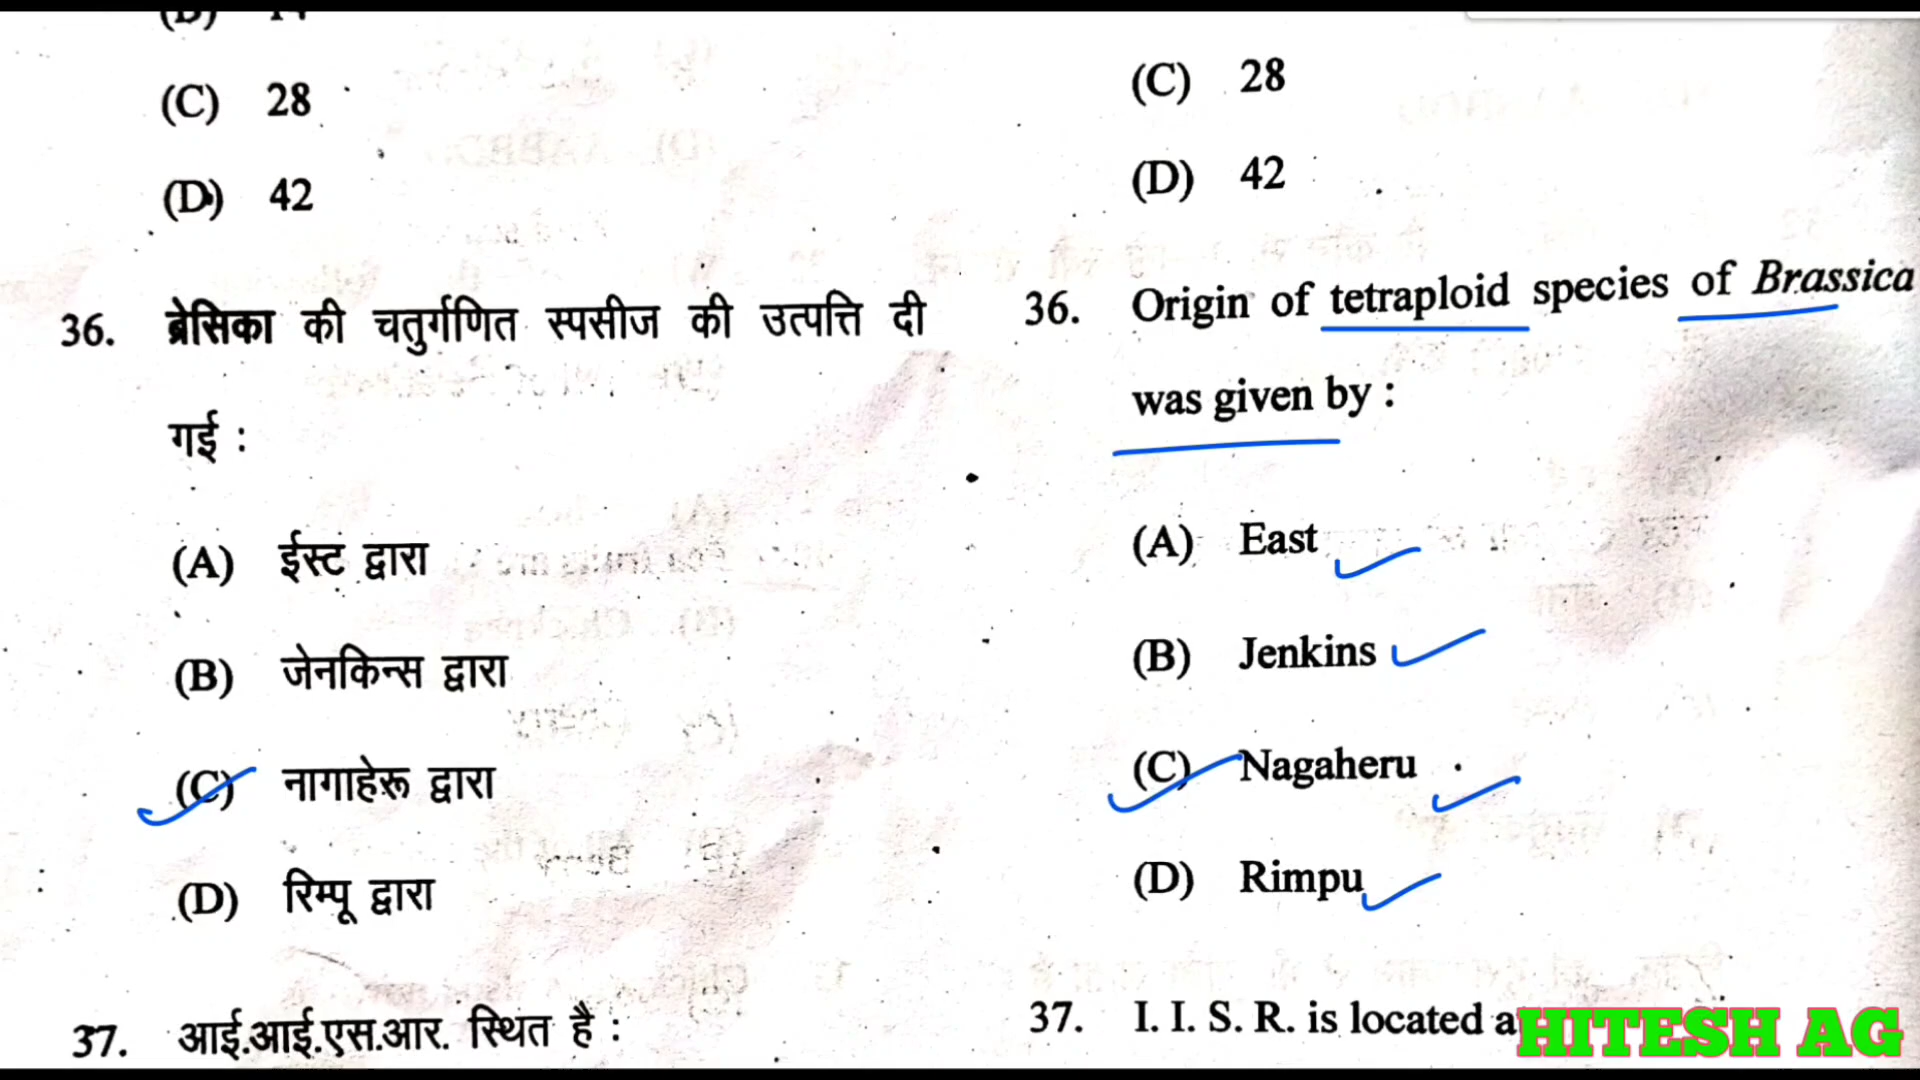 (C) 28
(D) 42
36. ब्रेसिका की चतुर्गणित स्पसीज की उत्पत्ति दी
गई :
(A) ईस्ट द्वारा
(B) जेनकिन्स द्वारा
(C) नागाहेरू द्वारा
(D) रिम्पू द्वारा
37. आई.आई.एस.आर. स्थित है :
(C) 28
(D) 42
36. Origin of tetraploid species of Brassica
was given by :
(A) East
(B) Jenkins
(C) Nagaheru
(D) Rimpu
37. I. I. S. R. is located
HITESH AG